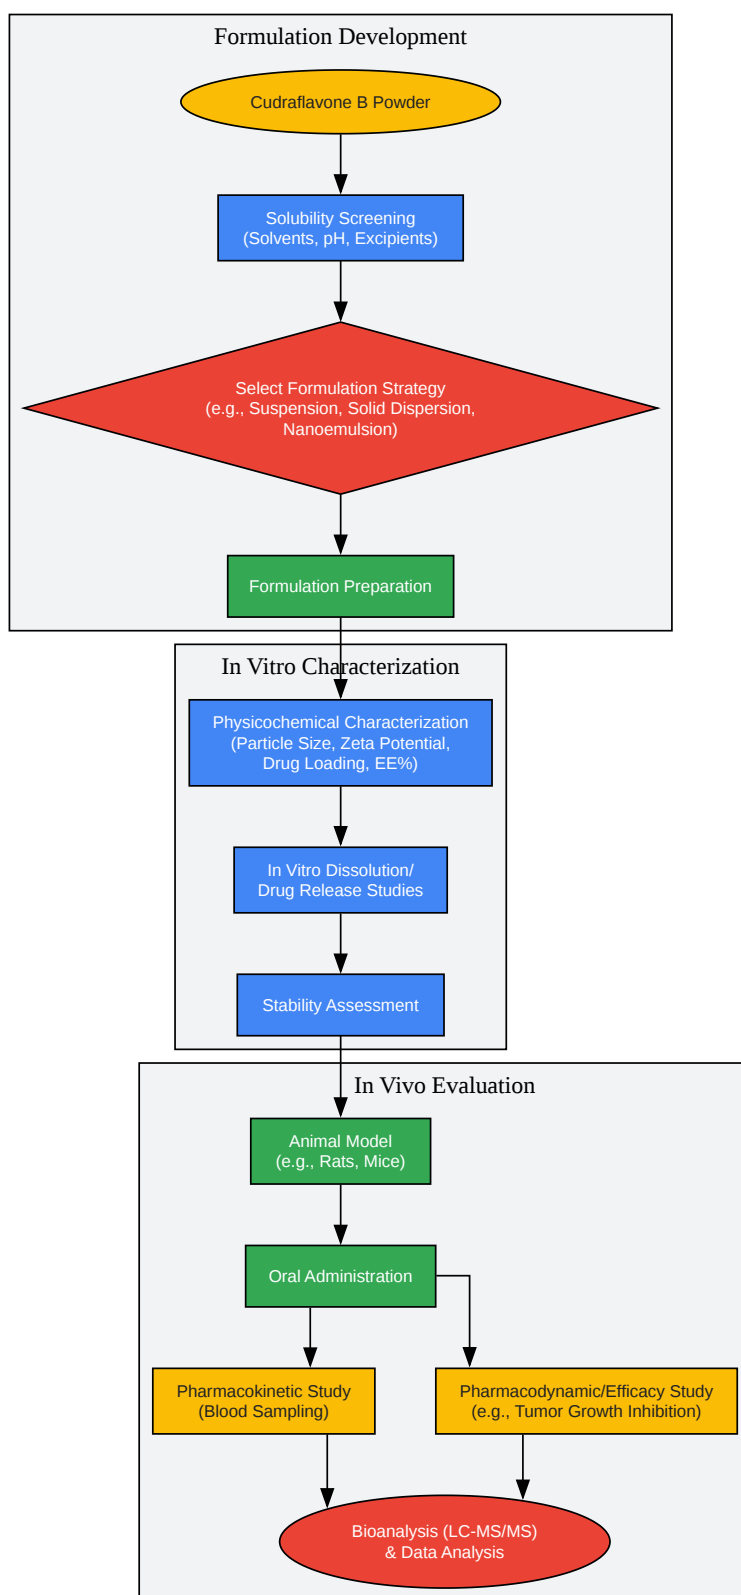 Formulation Development
Cudraflavone B Powder
Solubility Screening
(Solvents, pH, Excipients)
Select Formulation Strategy
(e.g., Suspension, Solid Dispersion,
Nanoemulsion)
Formulation Preparation
In Vitro Characterization
Physicochemical Characterization
(Particle Size, Zeta Potential,
Drug Loading, EE%)
In Vitro Dissolution/
Drug Release Studies
Stability Assessment
In Vivo Evaluation
Animal Model
(e.g., Rats, Mice)
Oral Administration
Pharmacokinetic Study
(Blood Sampling)
Pharmacodynamic/Efficacy Study
(e.g., Tumor Growth Inhibition)
Bioanalysis (LC-MS/MS)
& Data Analysis